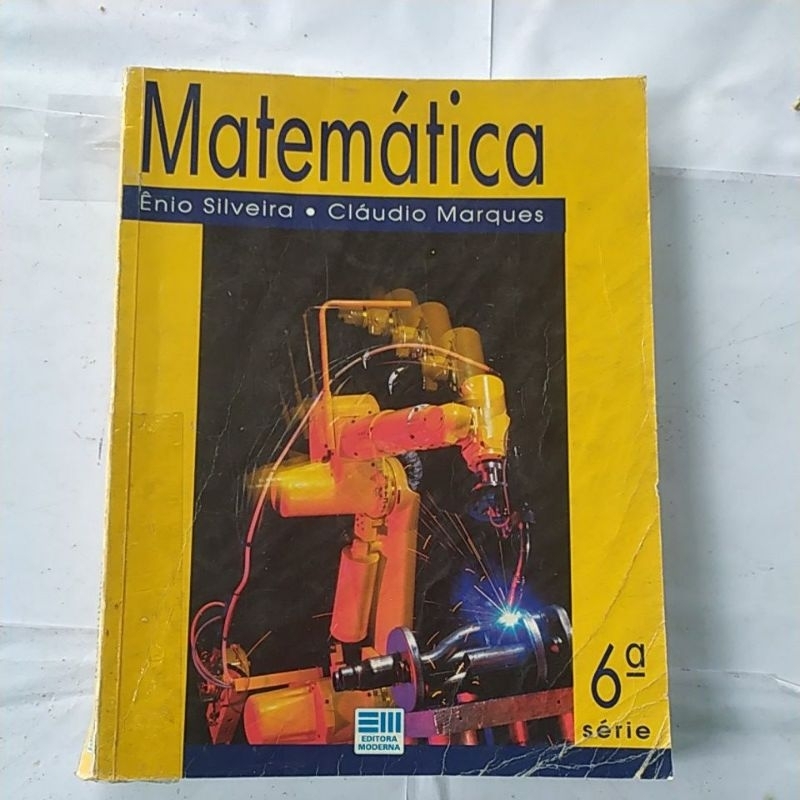 Matemática
Ênio Silveira • Cláudio Marques
6ª
série
EDITORA
MODERNA